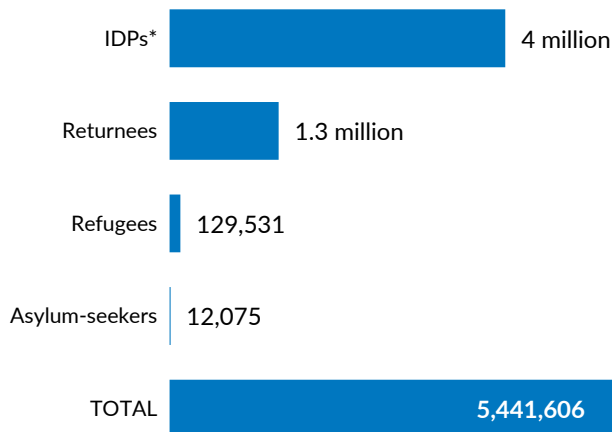 IDPs* 4 million
Returnees 1.3 million
Refugees 129,531
Asylum-seekers 12,075
TOTAL 5,441,606